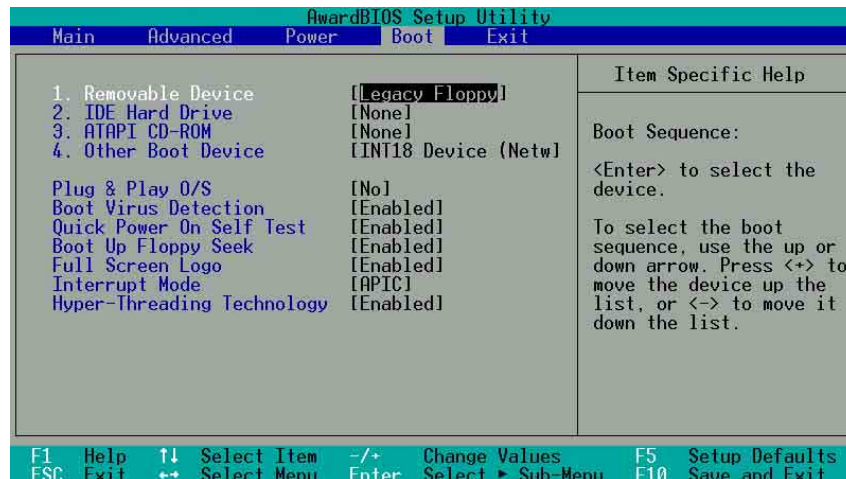 AwardBIOS Setup Utility
Main Advanced Power Boot Exit
1. Removable Device [Legacy Floppy]
2. IDE Hard Drive [None]
3. ATAPI CD-ROM [None]
4. Other Boot Device [INT18 Device (Netw]
Plug & Play O/S [No]
Boot Virus Detection [Enabled]
Quick Power On Self Test [Enabled]
Boot Up Floppy Seek [Enabled]
Full Screen Logo [Enabled]
Interrupt Mode [APIC]
Hyper-Threading Technology [Enabled]
Item Specific Help
Boot Sequence:
<Enter> to select the
device.
To select the boot
sequence, use the up or
down arrow. Press <+> to
move the device up the
list, or <-> to move it
down the list.
F1 Help ↑↓ Select Item -/+ Change Values F5 Setup Defaults
ESC Exit ←→ Select Menu Enter Select ► Sub-Menu F10 Save and Exit